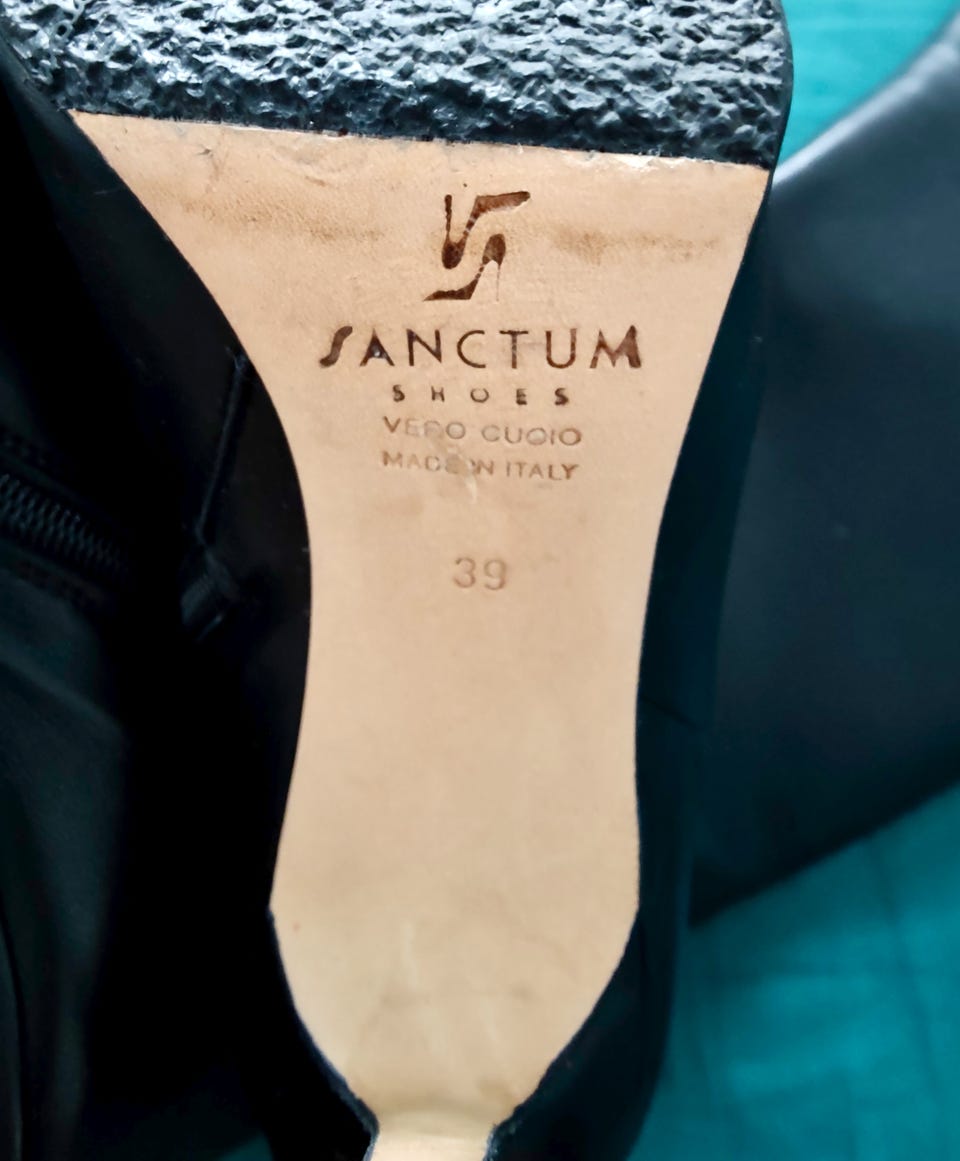 SANCTUM
SHOES
VERO CUOIO
MADE IN ITALY
39